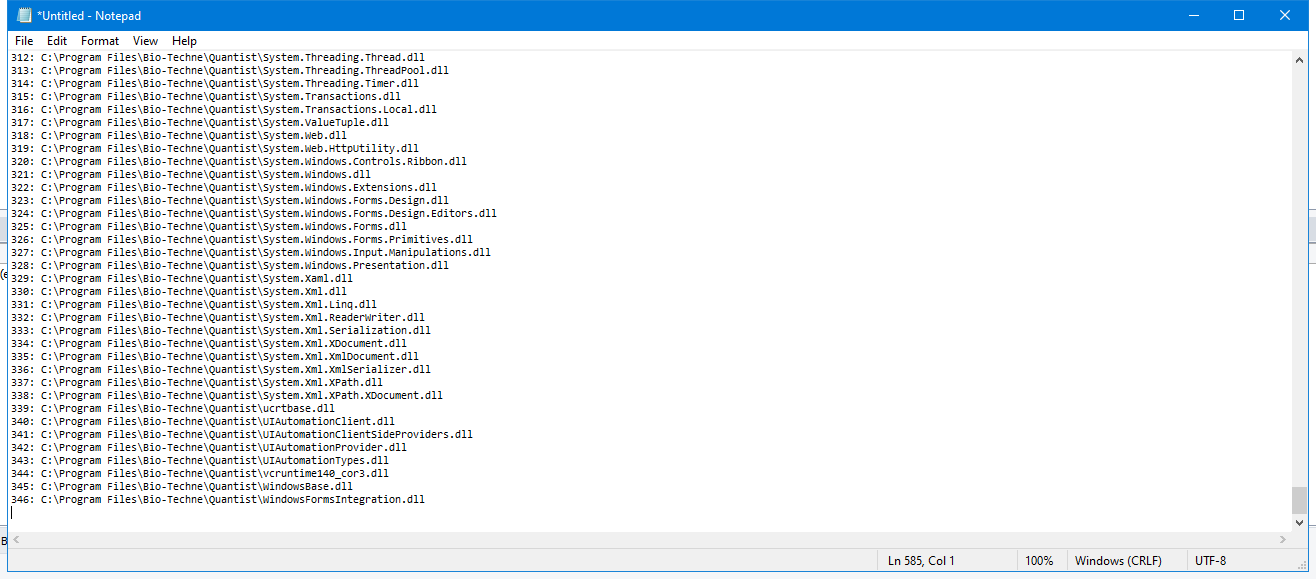 *Untitled - Notepad
File Edit Format View Help
312: C:\Program Files\Bio-Techne\Quantist\System.Threading.Thread.dll
313: C:\Program Files\Bio-Techne\Quantist\System.Threading.ThreadPool.dll
314: C:\Program Files\Bio-Techne\Quantist\System.Threading.Timer.dll
315: C:\Program Files\Bio-Techne\Quantist\System.Transactions.dll
316: C:\Program Files\Bio-Techne\Quantist\System.Transactions.Local.dll
317: C:\Program Files\Bio-Techne\Quantist\System.ValueTuple.dll
318: C:\Program Files\Bio-Techne\Quantist\System.Web.dll
319: C:\Program Files\Bio-Techne\Quantist\System.Web.HttpUtility.dll
320: C:\Program Files\Bio-Techne\Quantist\System.Windows.Controls.Ribbon.dll
321: C:\Program Files\Bio-Techne\Quantist\System.Windows.dll
322: C:\Program Files\Bio-Techne\Quantist\System.Windows.Extensions.dll
323: C:\Program Files\Bio-Techne\Quantist\System.Windows.Forms.Design.dll
324: C:\Program Files\Bio-Techne\Quantist\System.Windows.Forms.Design.Editors.dll
325: C:\Program Files\Bio-Techne\Quantist\System.Windows.Forms.dll
326: C:\Program Files\Bio-Techne\Quantist\System.Windows.Forms.Primitives.dll
327: C:\Program Files\Bio-Techne\Quantist\System.Windows.Input.Manipulations.dll
328: C:\Program Files\Bio-Techne\Quantist\System.Windows.Presentation.dll
329: C:\Program Files\Bio-Techne\Quantist\System.Xaml.dll
330: C:\Program Files\Bio-Techne\Quantist\System.Xml.dll
331: C:\Program Files\Bio-Techne\Quantist\System.Xml.Linq.dll
332: C:\Program Files\Bio-Techne\Quantist\System.Xml.ReaderWriter.dll
333: C:\Program Files\Bio-Techne\Quantist\System.Xml.Serialization.dll
334: C:\Program Files\Bio-Techne\Quantist\System.Xml.XDocument.dll
335: C:\Program Files\Bio-Techne\Quantist\System.Xml.XmlDocument.dll
336: C:\Program Files\Bio-Techne\Quantist\System.Xml.XmlSerializer.dll
337: C:\Program Files\Bio-Techne\Quantist\System.Xml.XPath.dll
338: C:\Program Files\Bio-Techne\Quantist\System.Xml.XPath.XDocument.dll
339: C:\Program Files\Bio-Techne\Quantist\ucrtbase.dll
340: C:\Program Files\Bio-Techne\Quantist\UIAutomationClient.dll
341: C:\Program Files\Bio-Techne\Quantist\UIAutomationClientSideProviders.dll
342: C:\Program Files\Bio-Techne\Quantist\UIAutomationProvider.dll
343: C:\Program Files\Bio-Techne\Quantist\UIAutomationTypes.dll
344: C:\Program Files\Bio-Techne\Quantist\vcruntime140_cor3.dll
345: C:\Program Files\Bio-Techne\Quantist\WindowsBase.dll
346: C:\Program Files\Bio-Techne\Quantist\WindowsFormsIntegration.dll
Ln 585, Col 1 100% Windows (CRLF) UTF-8